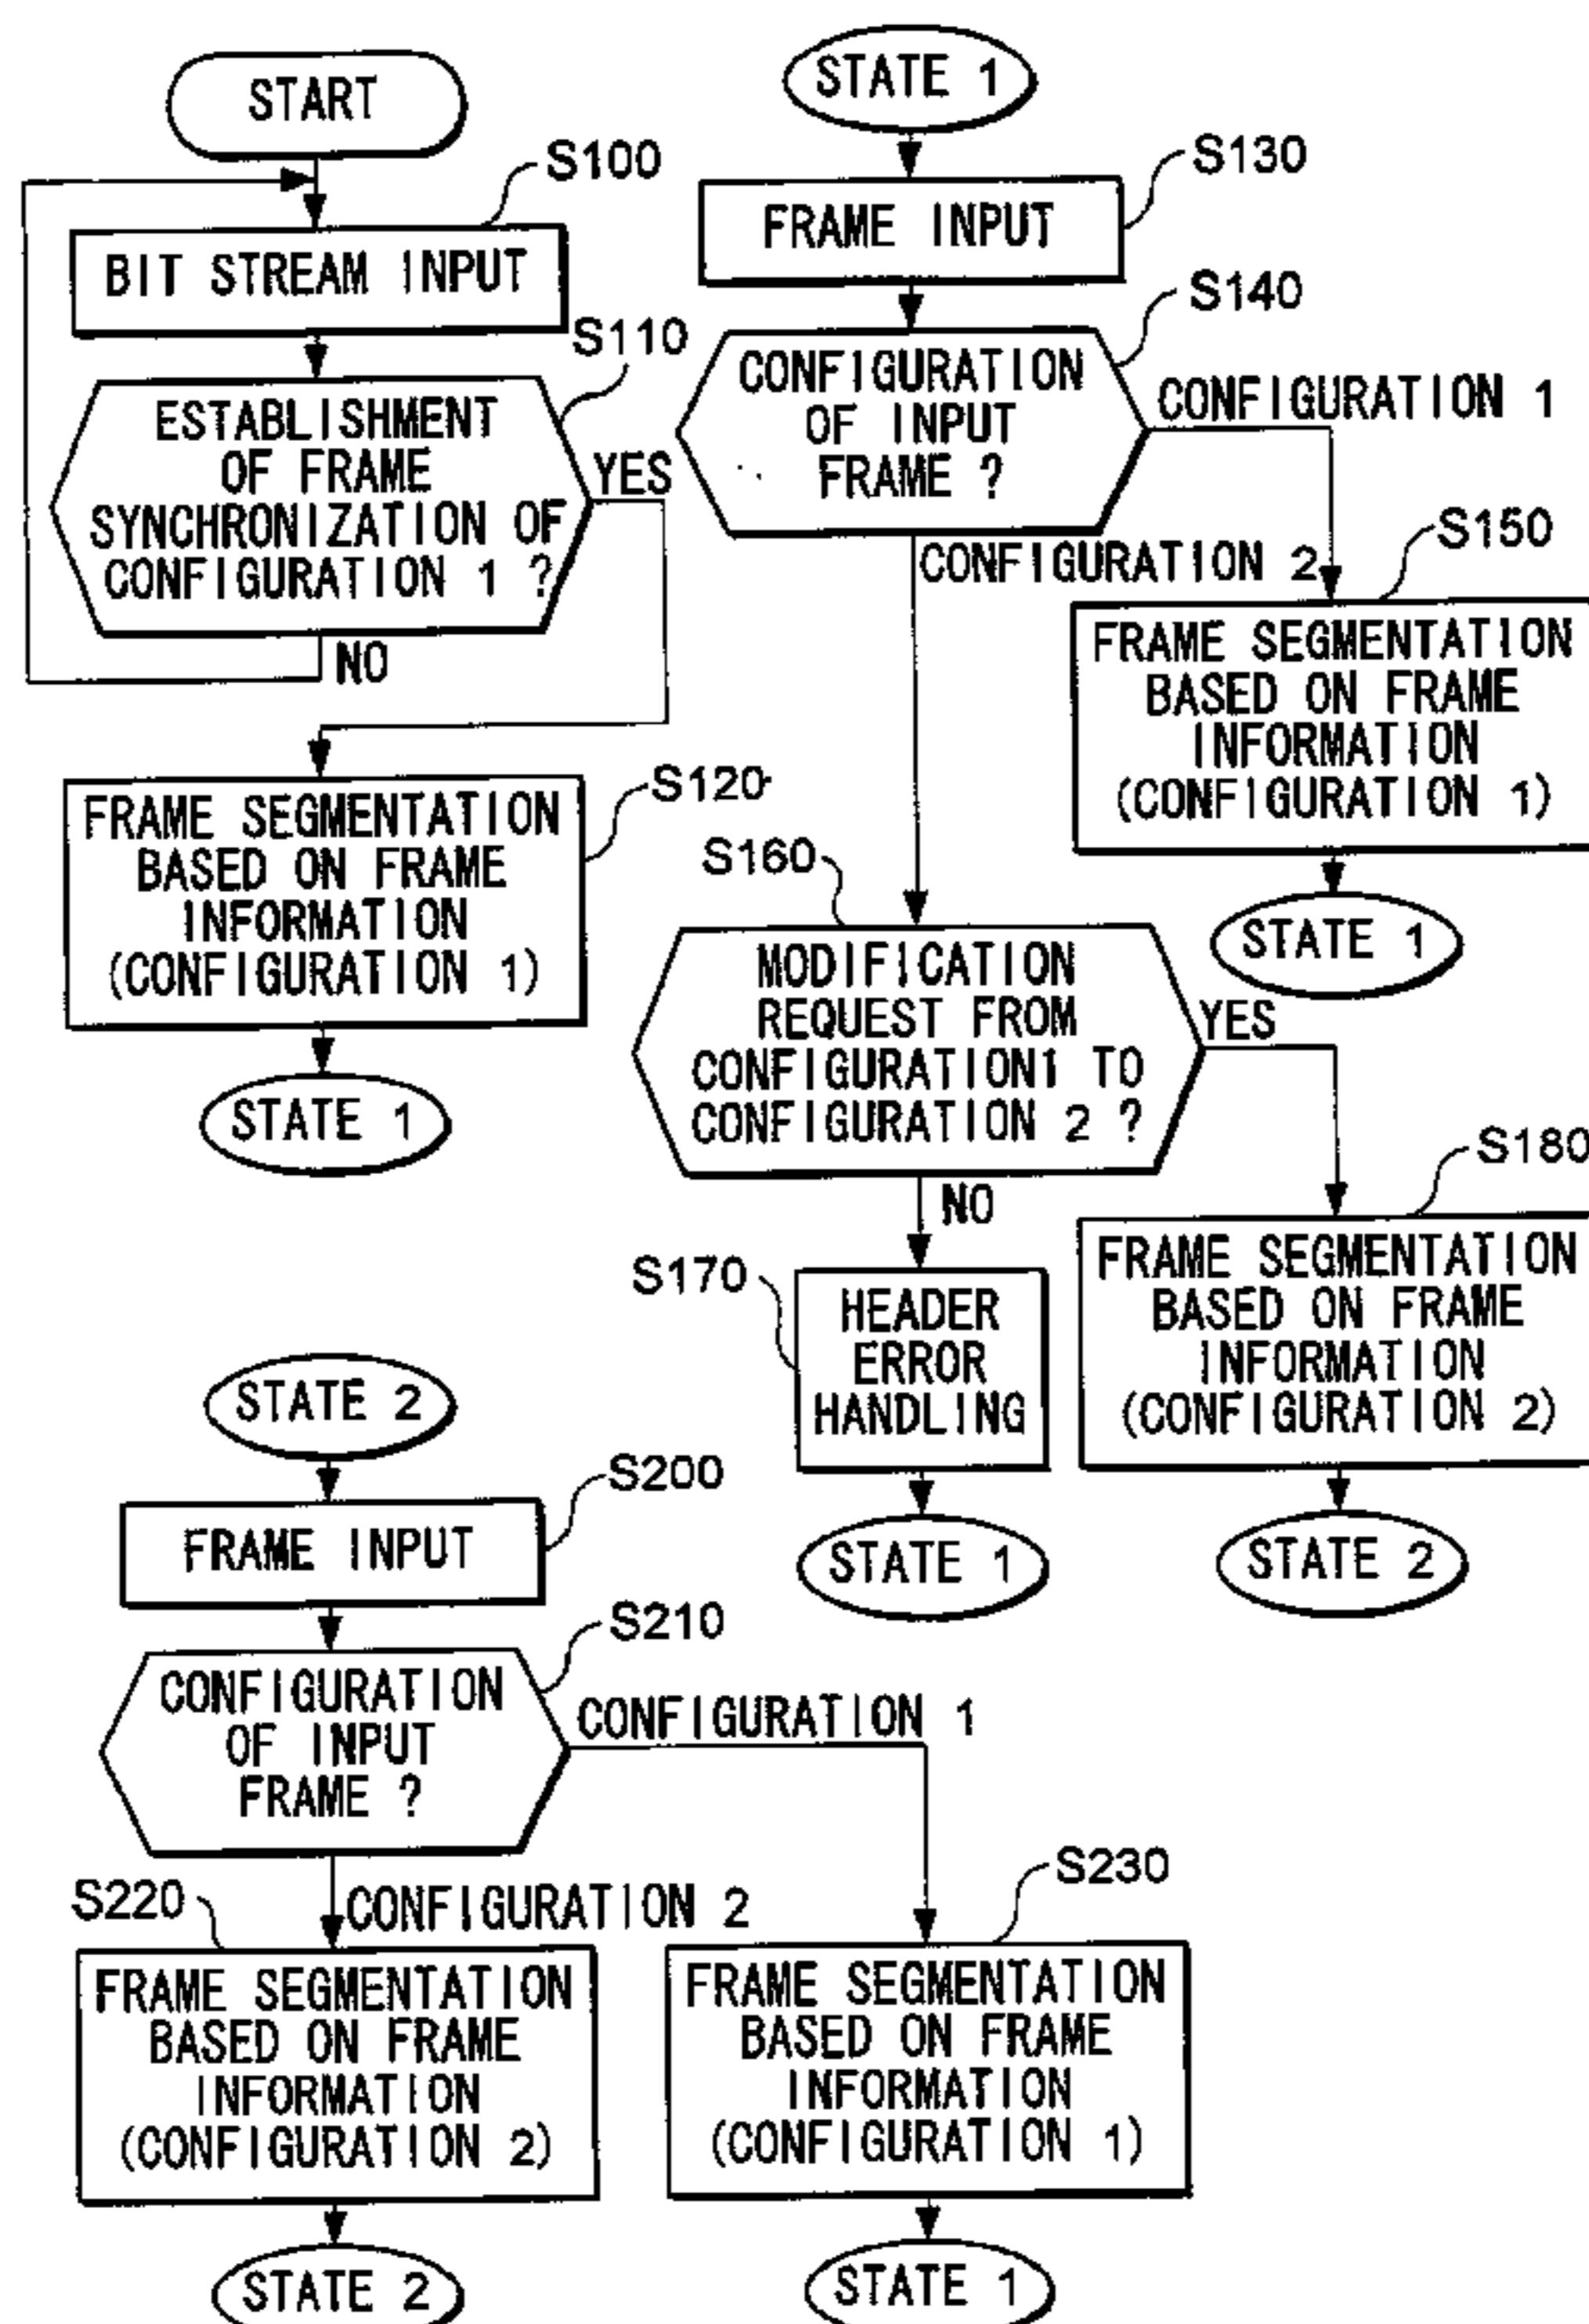 START
S100
BIT STREAM INPUT
S110
ESTABLISHMENT
OF FRAME
SYNCHRONIZATION OF
CONFIGURATION 1 ?
YES
NO
S120
FRAME SEGMENTATION
BASED ON FRAME
INFORMATION
(CONFIGURATION 1)
STATE 1
STATE 1
S130
FRAME INPUT
S140
CONFIGURATION
OF INPUT
FRAME ?
CONFIGURATION 1
CONFIGURATION 2
S150
FRAME SEGMENTATION
BASED ON FRAME
INFORMATION
(CONFIGURATION 1)
STATE 1
S160
MODIFICATION
REQUEST FROM
CONFIGURATION1 TO
CONFIGURATION 2 ?
YES
NO
S170
HEADER
ERROR
HANDLING
STATE 1
S180
FRAME SEGMENTATION
BASED ON FRAME
INFORMATION
(CONFIGURATION 2)
STATE 2
STATE 2
S200
FRAME INPUT
S210
CONFIGURATION
OF INPUT
FRAME ?
CONFIGURATION 1
CONFIGURATION 2
S220
FRAME SEGMENTATION
BASED ON FRAME
INFORMATION
(CONFIGURATION 2)
STATE 2
S230
FRAME SEGMENTATION
BASED ON FRAME
INFORMATION
(CONFIGURATION 1)
STATE 1